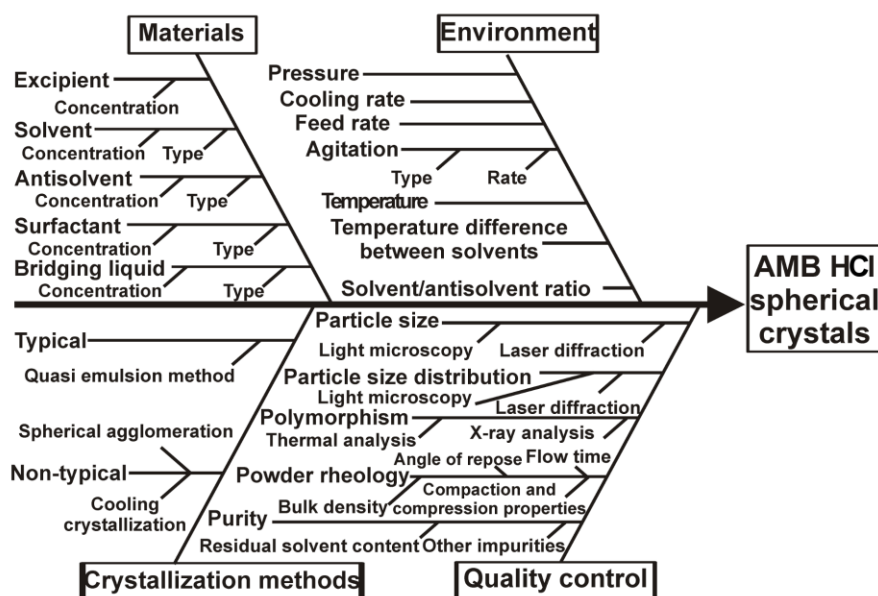 Materials
Environment
Excipient
Concentration
Solvent
Concentration
Type
Antisolvent
Concentration
Type
Surfactant
Concentration
Type
Bridging liquid
Concentration
Type
Pressure
Cooling rate
Feed rate
Agitation
Type
Rate
Temperature
Temperature difference
between solvents
Solvent/antisolvent ratio
AMB HCl
spherical
crystals
Typical
Quasi emulsion method
Spherical agglomeration
Non-typical
Cooling
crystallization
Particle size
Light microscopy
Laser diffraction
Particle size distribution
Light microscopy
Laser diffraction
Polymorphism
Thermal analysis
X-ray analysis
Powder rheology
Angle of repose
Flow time
Bulk density
Compaction and
compression properties
Purity
Residual solvent content
Other impurities
Crystallization methods
Quality control